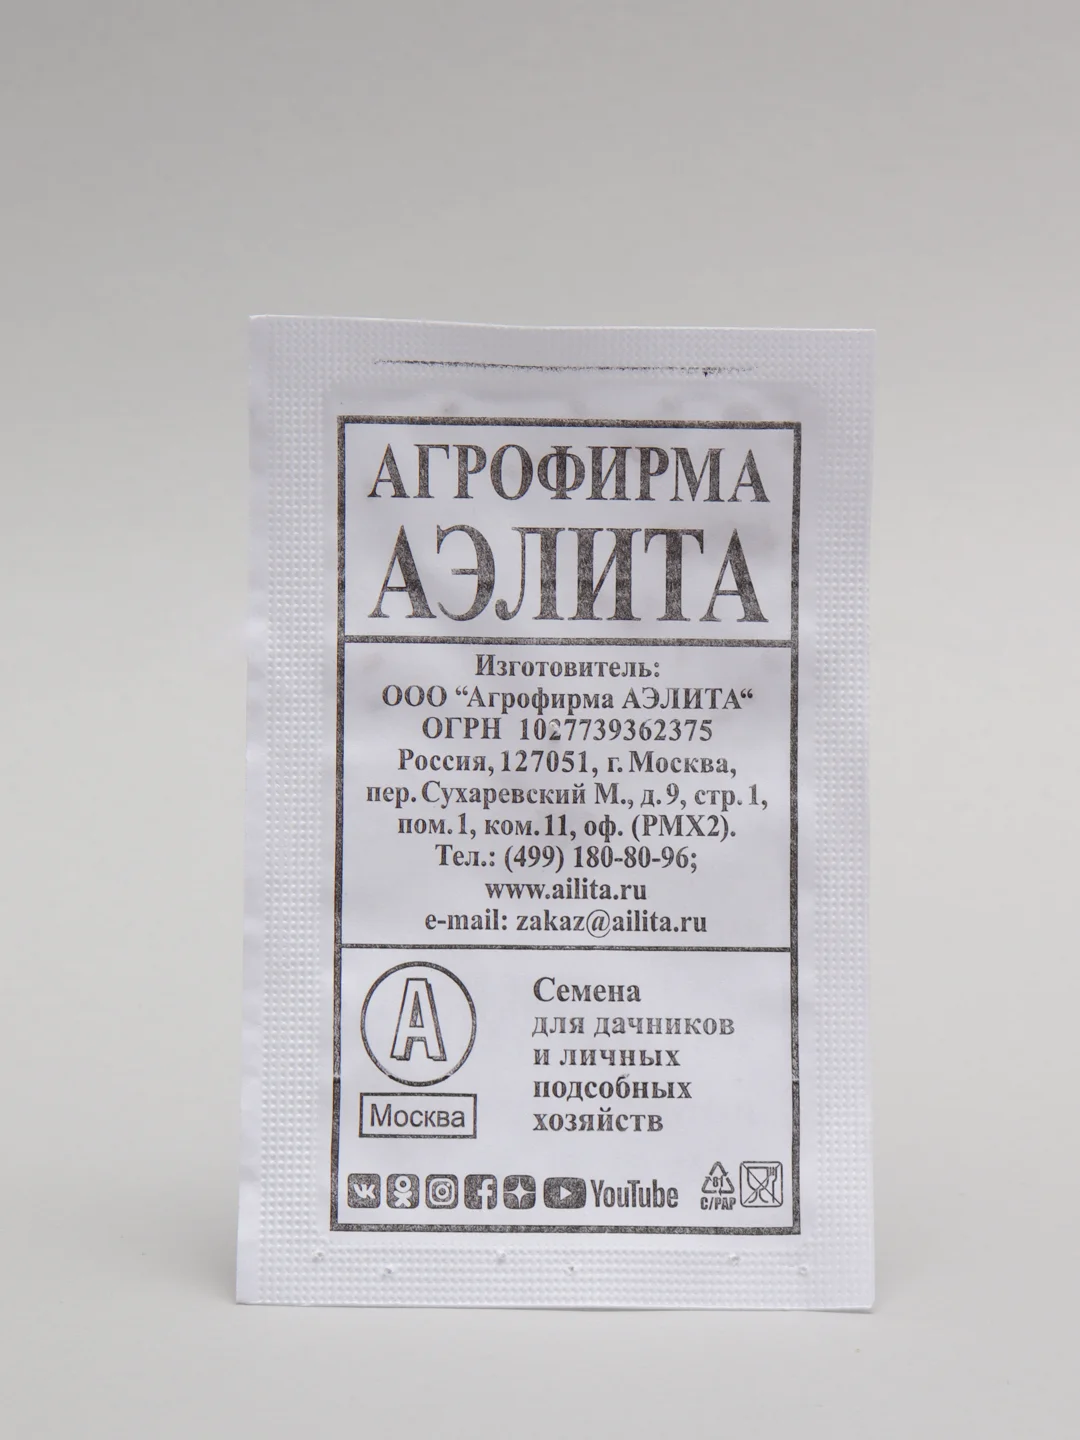 АГРОФИРМА
АЭЛИТА
Изготовитель:
ООО “Агрофирма АЭЛИТА“
ОГРН 1027739362375
Россия, 127051, г. Москва,
пер. Сухаревский М., д. 9, стр. 1,
пом. 1, ком. 11, оф. (РМХ2).
Тел.: (499) 180-80-96;
www.ailita.ru
e-mail: zakaz@ailita.ru
А
Москва
Семена
для дачников
и личных
подсобных
хозяйств
YouTube
81
C/PAP